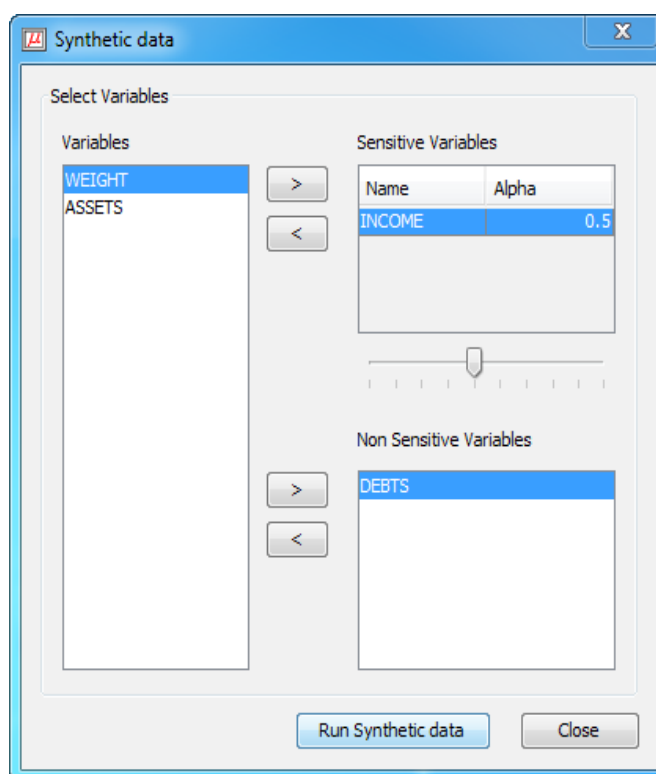 μ Synthetic data X
Select Variables
Variables
WEIGHT
ASSETS
>
<
Sensitive Variables
Name Alpha
INCOME 0.5
>
<
Non Sensitive Variables
DEBTS
Run Synthetic data Close